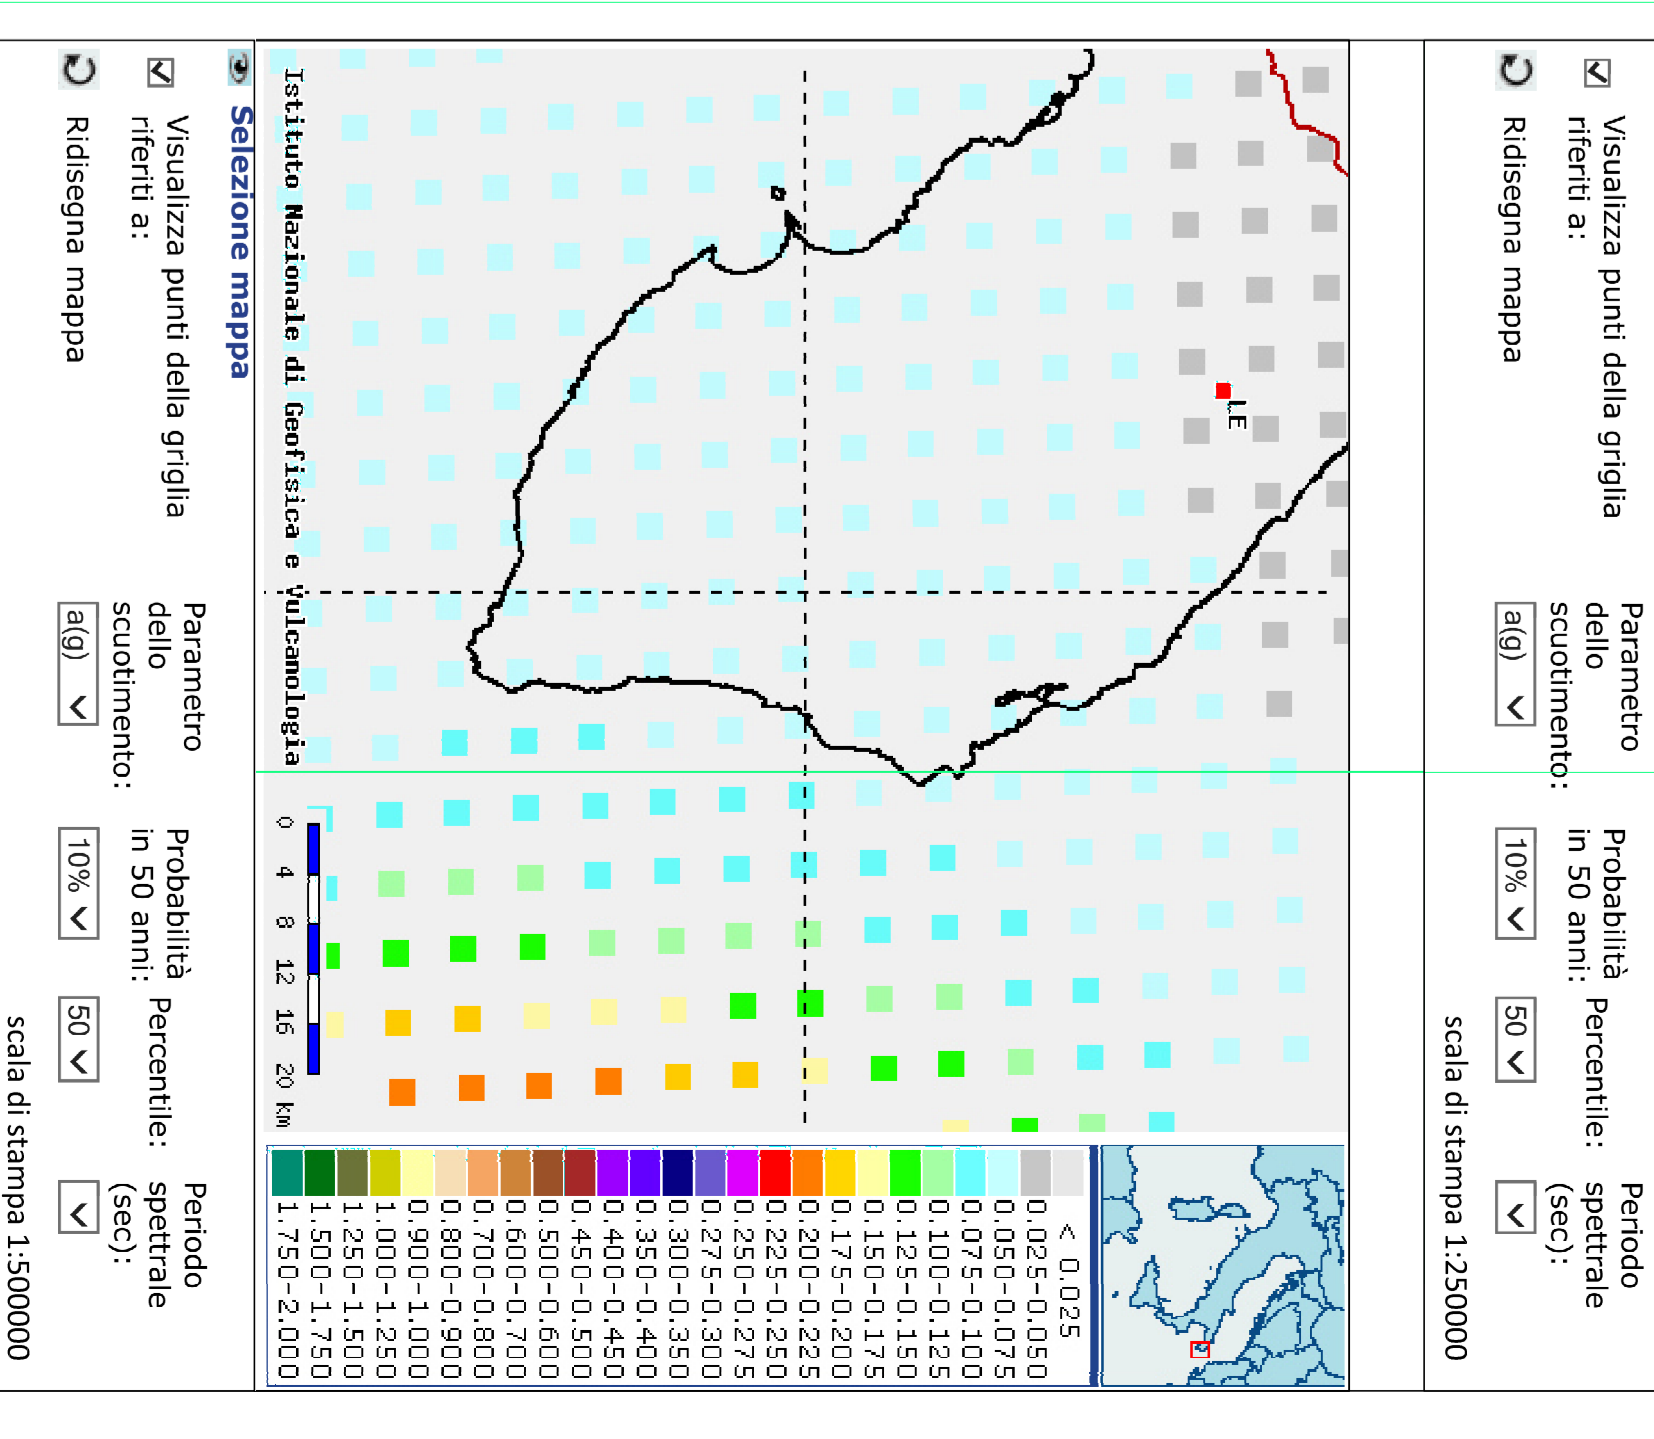 Visualizza punti della griglia
riferiti a:
Ridisegna mappa
Parametro
dello
scuotimento:
a(g)
Probabilità
in 50 anni:
10%
Percentile:
50
Periodo
spettrale
(sec):
scala di stampa 1:250000
LE
< 0.025
0.025-0.050
0.050-0.075
0.075-0.100
0.100-0.125
0.125-0.150
0.150-0.175
0.175-0.200
0.200-0.225
0.225-0.250
0.250-0.275
0.275-0.300
0.300-0.350
0.350-0.400
0.400-0.450
0.450-0.500
0.500-0.600
0.600-0.700
0.700-0.800
0.800-0.900
0.900-1.000
1.000-1.250
1.250-1.500
1.500-1.750
1.750-2.000
Istituto Nazionale di Geofisica e Vulcanologia
0 4 8 12 16 20 km
Selezione mappa
Visualizza punti della griglia
riferiti a:
Ridisegna mappa
Parametro
dello
scuotimento:
a(g)
Probabilità
in 50 anni:
10%
Percentile:
50
Periodo
spettrale
(sec):
scala di stampa 1:500000